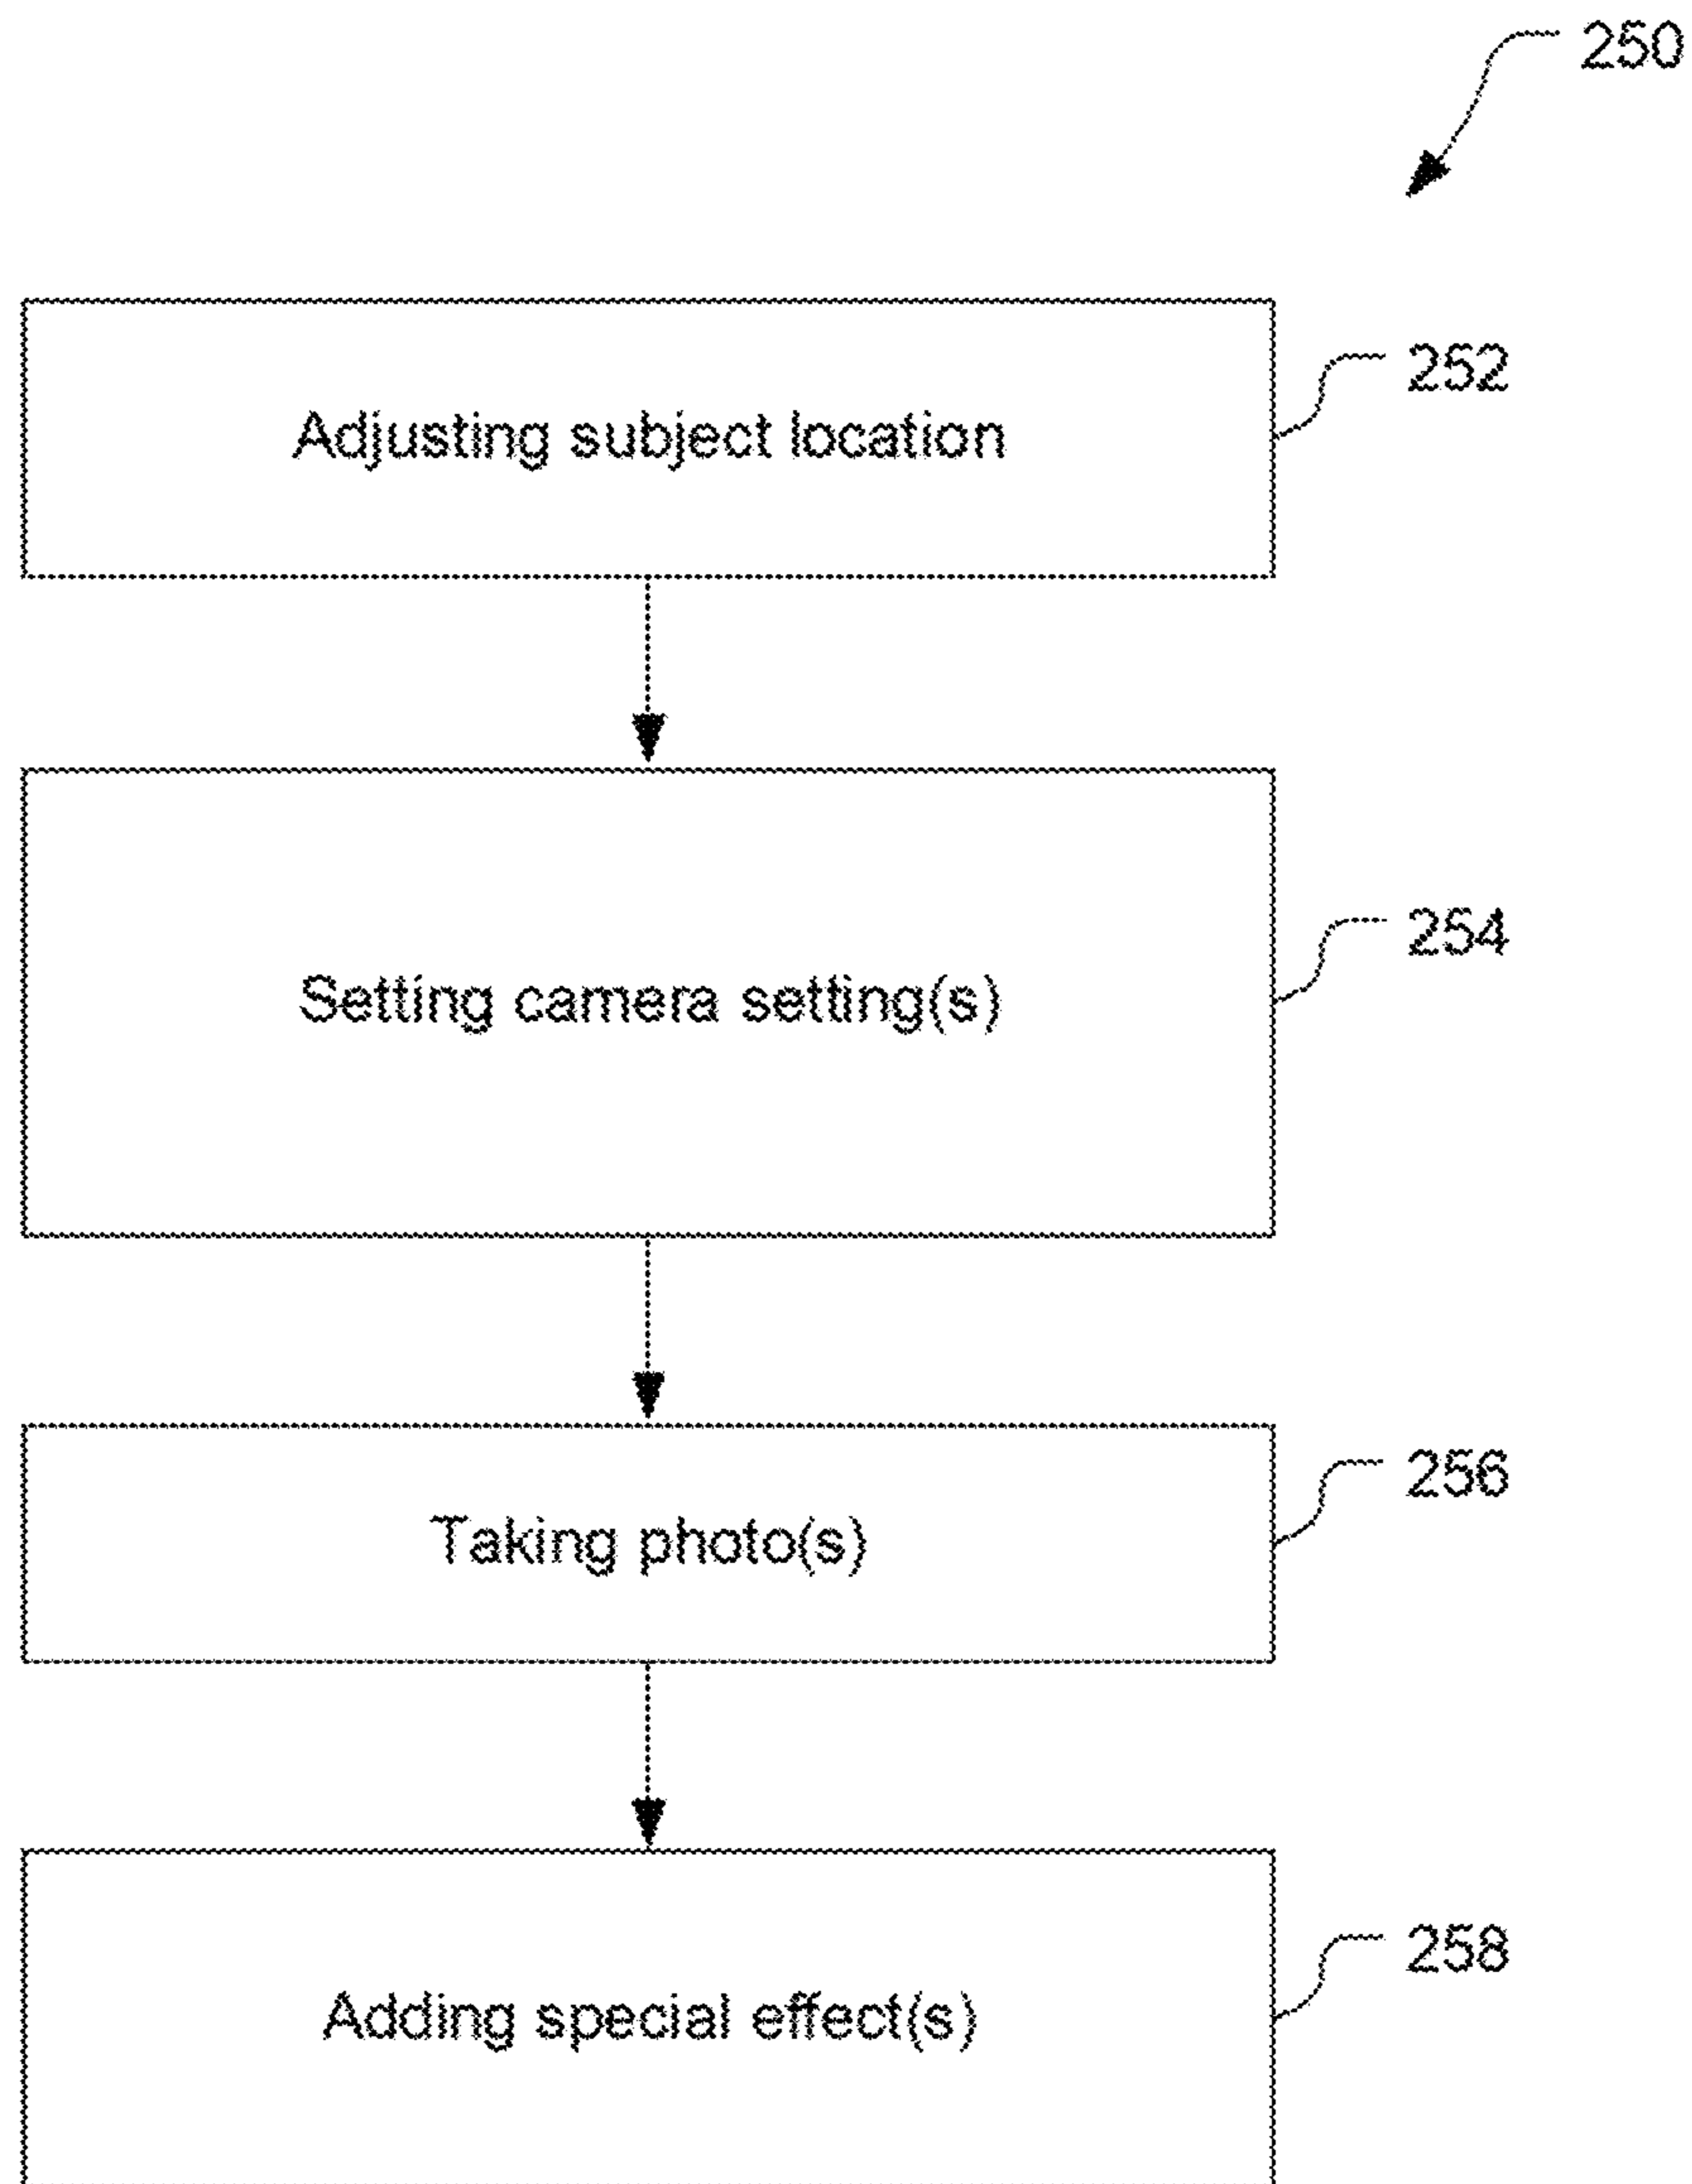 250
Adjusting subject location
252
Setting camera setting(s)
254
Taking photo(s)
256
Adding special effect(s)
258